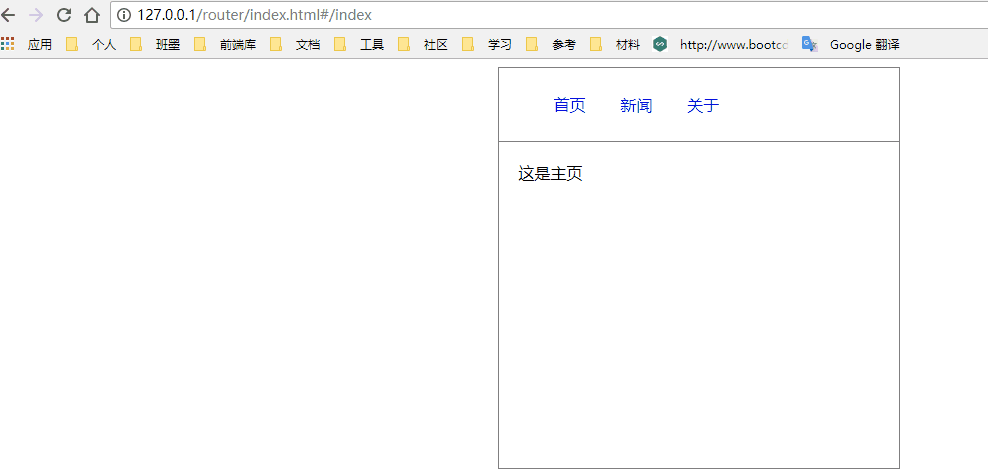 127.0.0.1/router/index.html#/index
应用 个人 班墨 前端库 文档 工具 社区 学习 参考 材料 http://www.bootcd Google 翻译
首页 新闻 关于
这是主页